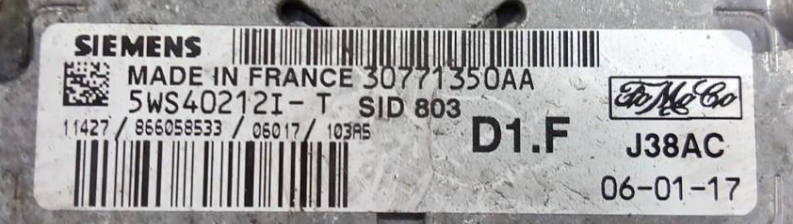 SIEMENS
MADE IN FRANCE 30771350AA
5WS40212I-T SID 803
FoMoCo
11427/866058533/06017/103A5
D1.F
J38AC
06-01-17